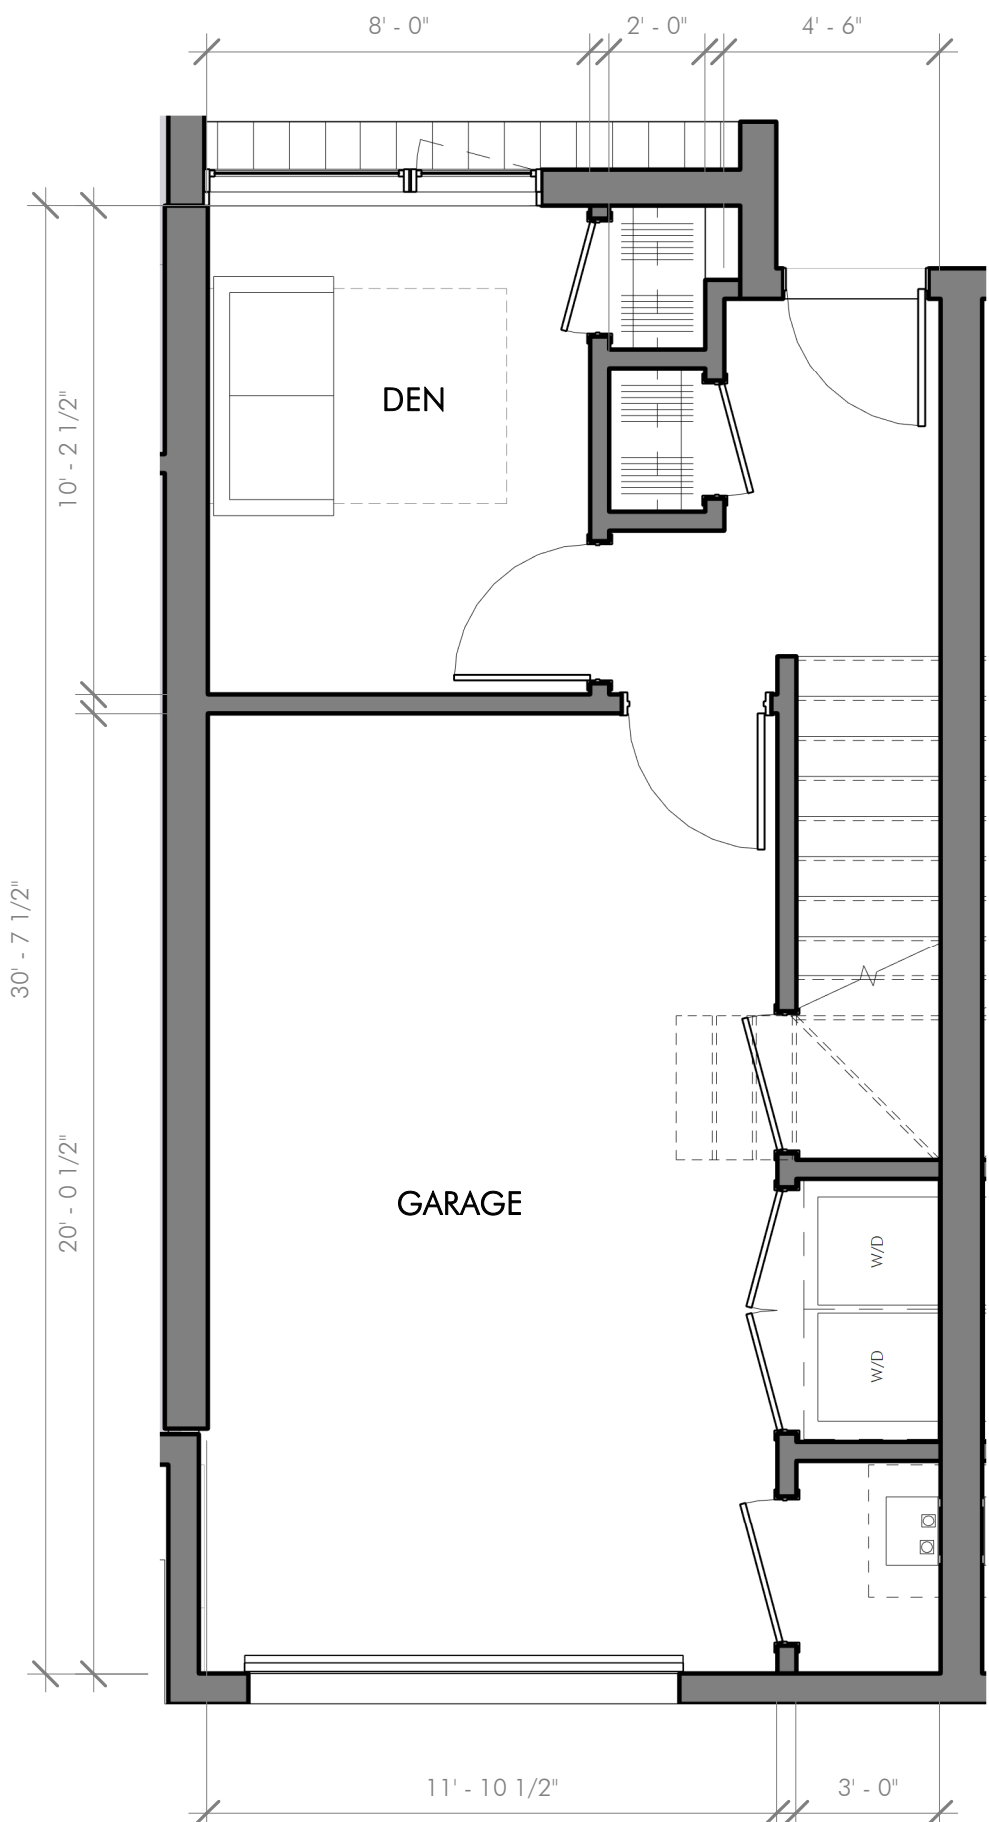 8' - 0"
2' - 0"
4' - 6"
DEN
10' - 2 1/2"
30' - 7 1/2"
20' - 0 1/2"
GARAGE
W/D
W/D
11' - 10 1/2"
3' - 0"